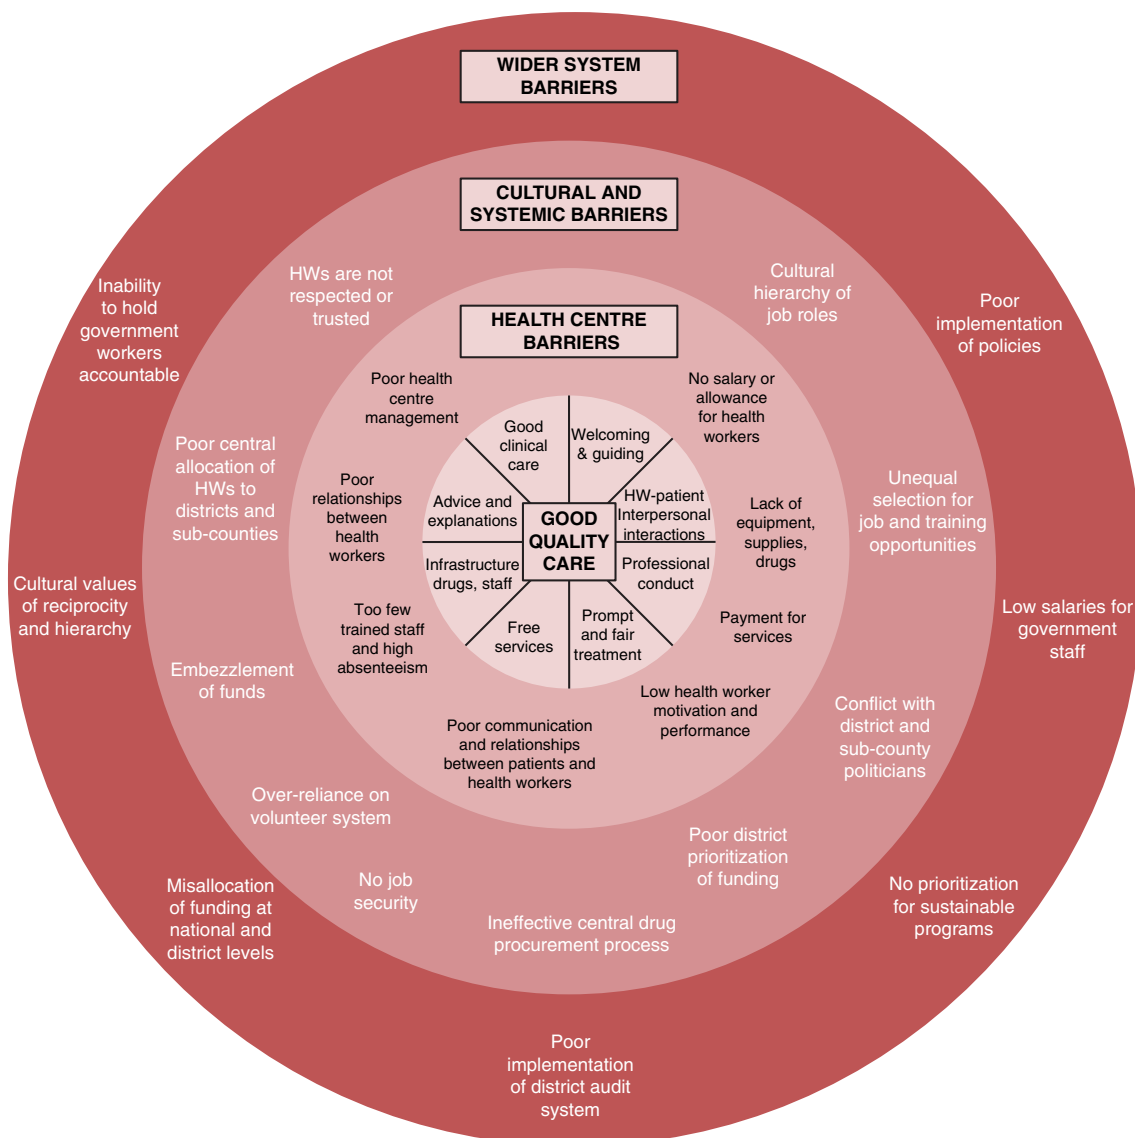 WIDER SYSTEM
BARRIERS
CULTURAL AND
SYSTEMIC BARRIERS
HEALTH CENTRE
BARRIERS
Inability
to hold
government
workers
accountable
Poor
implementation
of policies
Cultural values
of reciprocity
and hierarchy
Low salaries for
government
staff
Misallocation
of funding at
national and
district levels
No prioritization
for sustainable
programs
Poor
implementation
of district audit
system
HWs are not
respected or
trusted
Cultural
hierarchy of
job roles
Poor central
allocation of
HWs to
districts and
sub-counties
Unequal
selection for
job and training
opportunities
Embezzlement
of funds
Conflict with
district and
sub-county
politicians
Over-reliance on
volunteer system
Poor district
prioritization
of funding
No job
security
Ineffective central drug
procurement process
Poor health
centre
management
No salary or
allowance
for health
workers
Poor
relationships
between
health
workers
Lack of
equipment,
supplies,
drugs
Too few
trained staff
and high
absenteeism
Payment for
services
Low health worker
motivation and
performance
Poor communication
and relationships
between patients and
health workers
Good
clinical
care
Welcoming
& guiding
Advice and
explanations
HW-patient
Interpersonal
interactions
GOOD
QUALITY
CARE
Infrastructure
drugs, staff
Professional
conduct
Free
services
Prompt
and fair
treatment